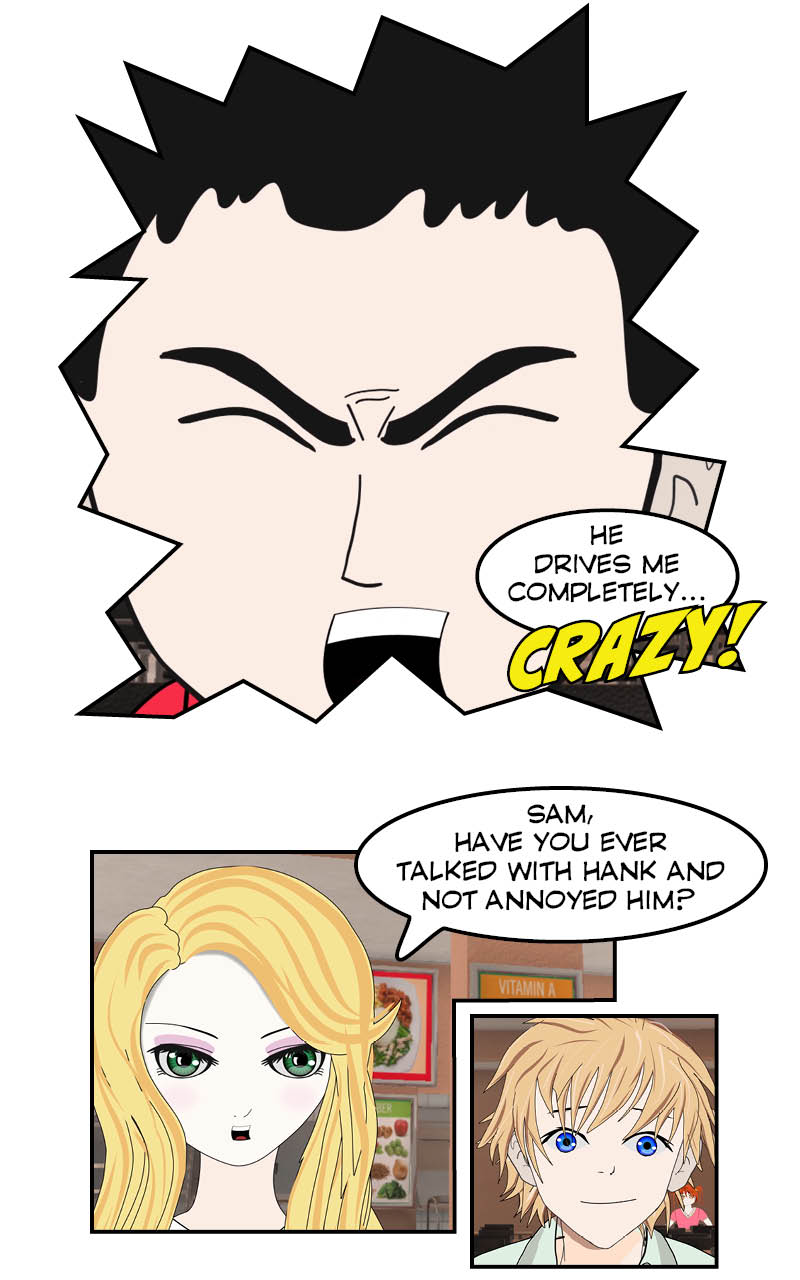 HE
DRIVES ME
COMPLETELY...
CRAZY!
SAM,
HAVE YOU EVER
TALKED WITH HANK AND
NOT ANNOYED HIM?
VITAMIN A